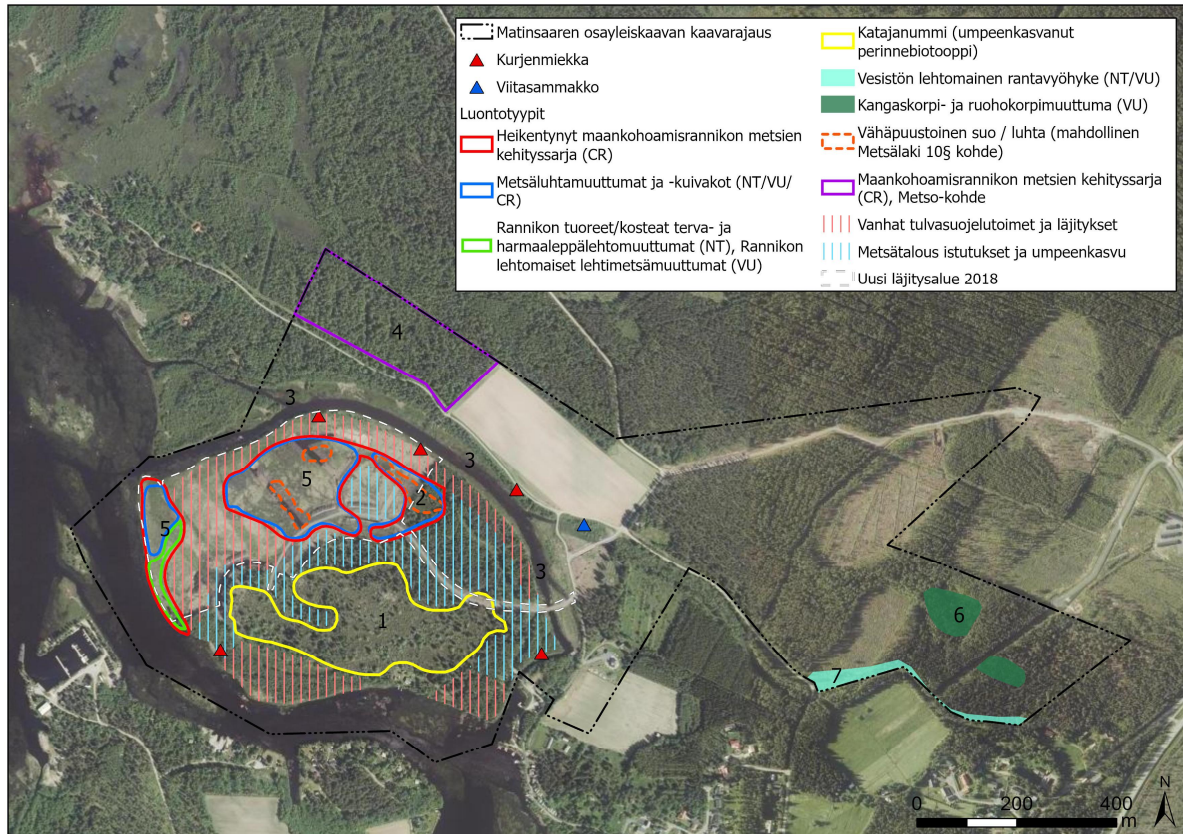 Matinsaaren osayleiskaavan kaavarajaus
Kurjenmiekka
Viitasammakko
Luontotyypit
Heikentynyt maankohoamisrannikon metsien
kehityssarja (CR)
Metsäluhtamuuttumat ja -kuivakot (NT/VU/
CR)
Rannikon tuoreet/kosteat terva- ja
harmaaleppälehtomuuttumat (NT), Rannikon
lehtomaiset lehtimetsämuuttumat (VU)
Katajanummi (umpeenkasvanut
perinnebiotooppi)
Vesistön lehtomainen rantavyöhyke (NT/VU)
Kangaskorpi- ja ruohokorpimuuttuma (VU)
Vähäpuustoinen suo / luhta (mahdollinen
Metsälaki 10§ kohde)
Maankohoamisrannikon metsien kehityssarja
(CR), Metso-kohde
Vanhat tulvasuojelutoimet ja läjitykset
Metsätalous istutukset ja umpeenkasvu
Uusi läjitysalue 2018
4
3
3
5
2
5
3
1
6
7
N
0 200 400
m